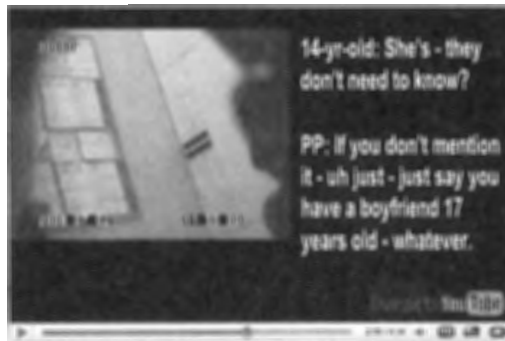 14-yr-old: She's - they
don't need to know?
PP: If you don't mention
it - uh just - just say you
have a boyfriend 17
years old - whatever.
YouTube